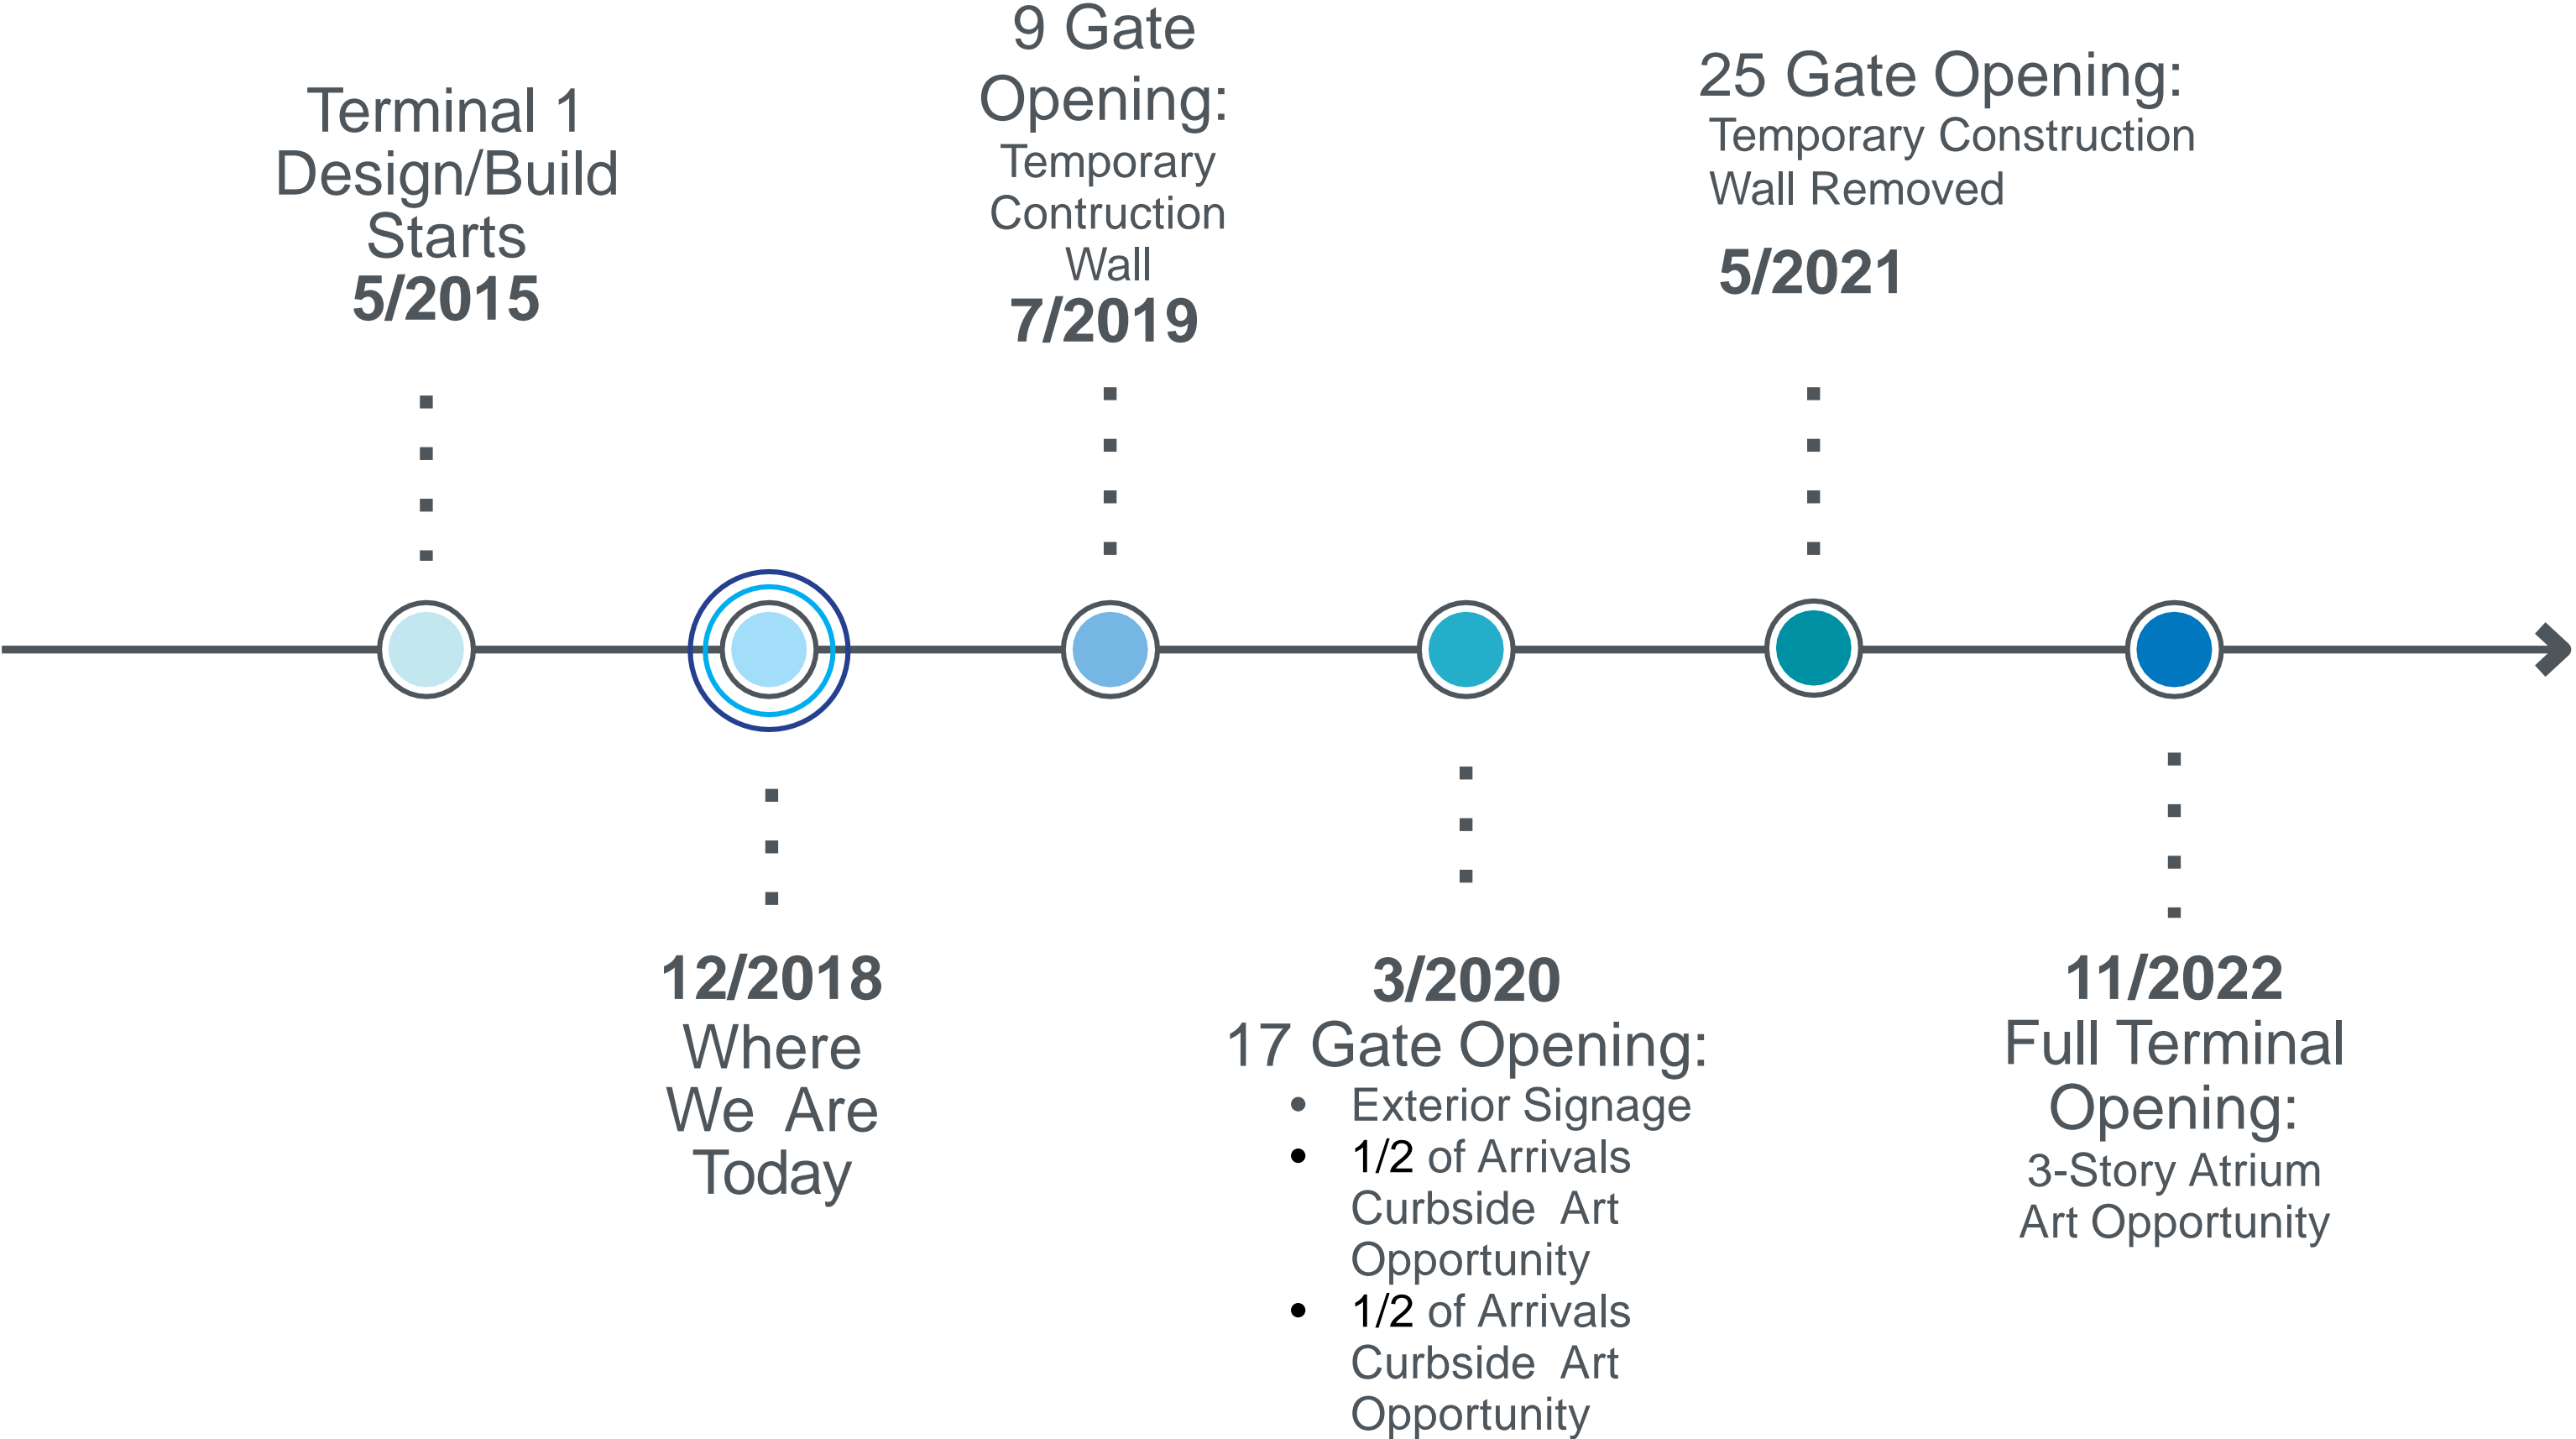 Terminal 1
Design/Build
Starts
5/2015
12/2018
Where
We  Are
Today
9 Gate
Opening:
Temporary
Contruction
Wall
7/2019
3/2020
17 Gate Opening:
• Exterior Signage
• 1/2 of Arrivals
Curbside  Art
Opportunity
• 1/2 of Arrivals
Curbside  Art
Opportunity
25 Gate Opening:
Temporary Construction
Wall Removed
5/2021
11/2022
Full Terminal
Opening:
3-Story Atrium
Art Opportunity